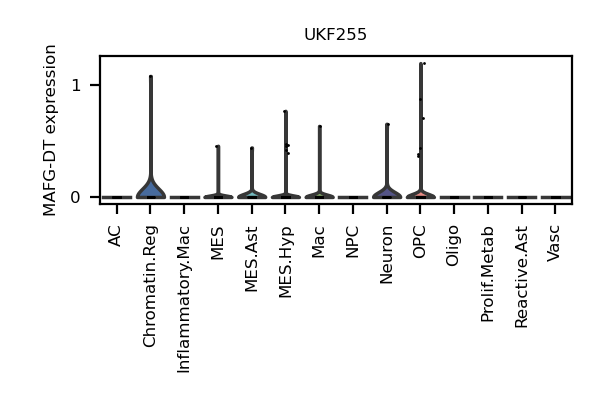 UKF255
MAFG-DT expression
1
0
AC
Chromatin.Reg
Inflammatory.Mac
MES
MES.Ast
MES.Hyp
Mac
NPC
Neuron
OPC
Oligo
Prolif.Metab
Reactive.Ast
Vasc